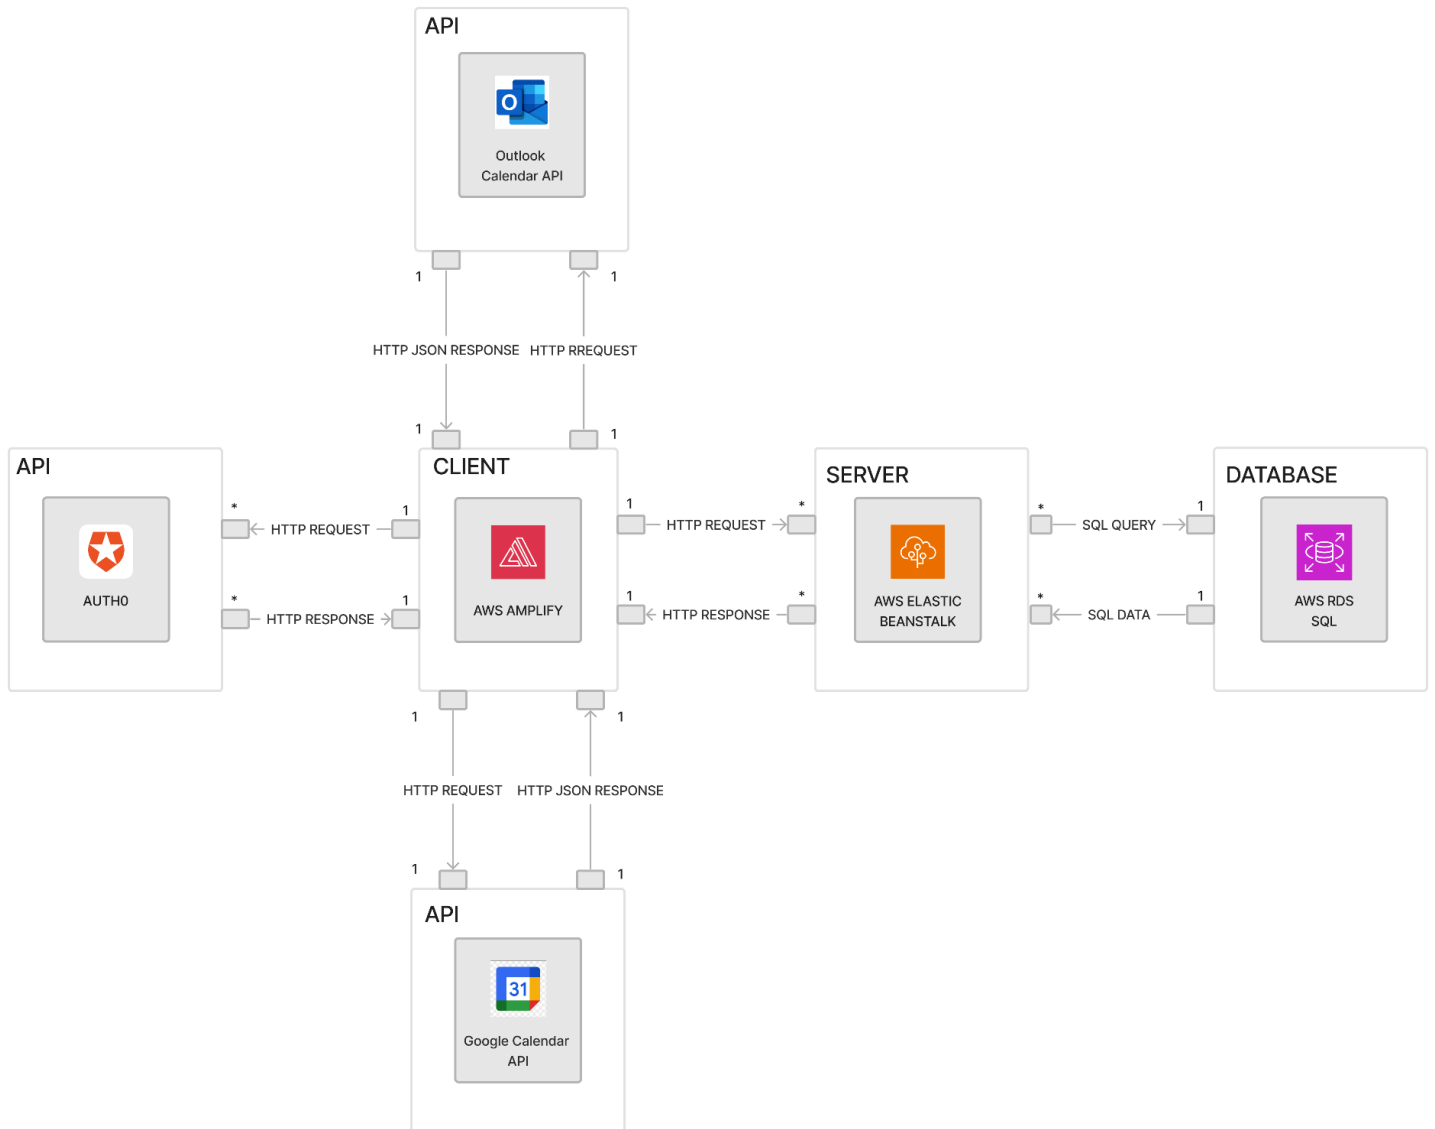 API
O
Outlook
Calendar API
1
1
HTTP JSON RESPONSE
HTTP RREQUEST
1
1
API
CLIENT
SERVER
DATABASE
*
1
1
*
*
1
HTTP REQUEST
HTTP REQUEST
SQL QUERY
AUTH0
AWS AMPLIFY
AWS ELASTIC
BEANSTALK
AWS RDS
SQL
*
1
1
*
*
1
HTTP RESPONSE
HTTP RESPONSE
SQL DATA
1
1
HTTP REQUEST
HTTP JSON RESPONSE
1
1
API
31
Google Calendar
API